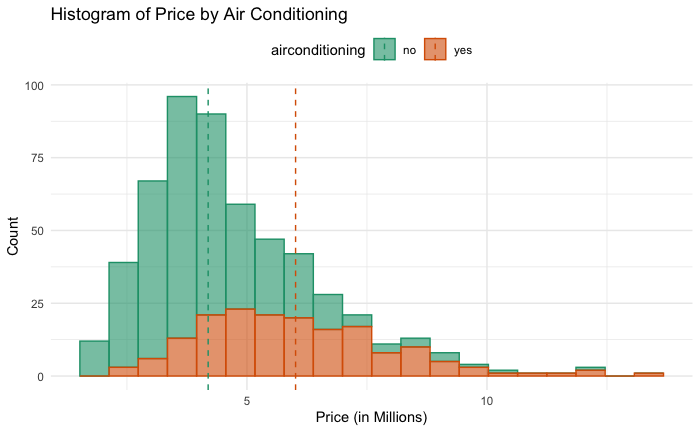 Histogram of Price by Air Conditioning
airconditioning no yes
100
75
50
25
0
Count
5 10
Price (in Millions)